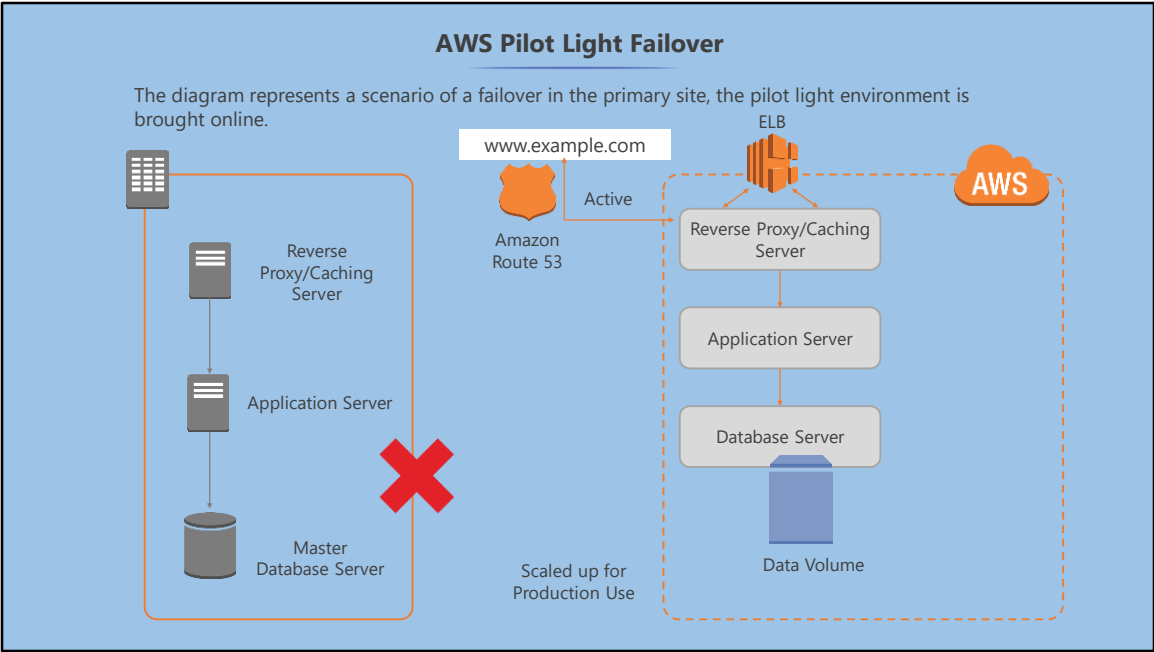 AWS Pilot Light Failover
The diagram represents a scenario of a failover in the primary site, the pilot light environment is
brought online.
ELB
www.example.com
AWS
Active
Amazon
Route 53
Reverse
Proxy/Caching
Server
Application Server
Master
Database Server
Reverse Proxy/Caching
Server
Application Server
Database Server
Data Volume
Scaled up for
Production Use